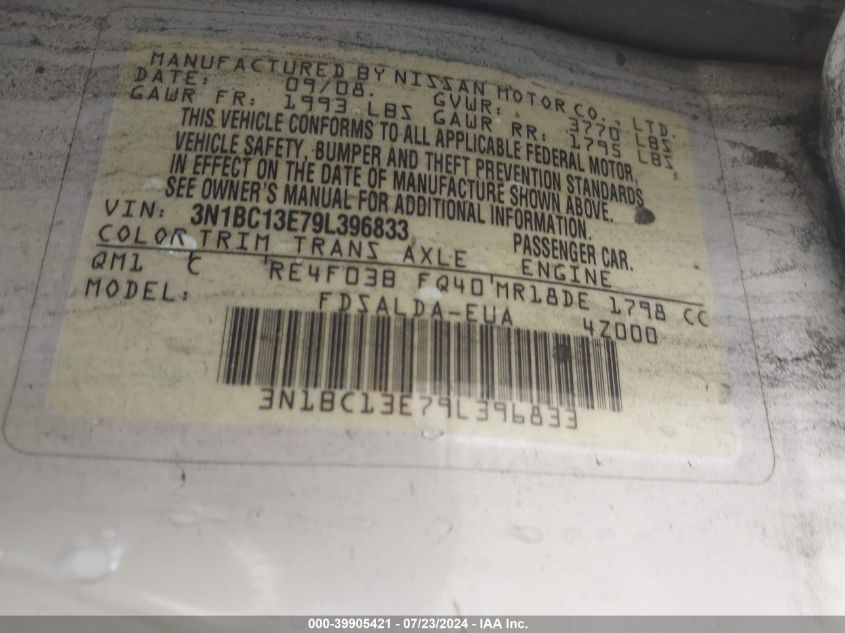 MANUFACTURED BY NISSAN MOTOR CO., LTD.
DATE: 09/08. GVWR: 3770 LBS
GAWR FR: 1993 LBS GAWR RR: 1795 LBS
THIS VEHICLE CONFORMS TO ALL APPLICABLE FEDERAL MOTOR
VEHICLE SAFETY, BUMPER AND THEFT PREVENTION STANDARDS
IN EFFECT ON THE DATE OF MANUFACTURE SHOWN ABOVE.
SEE OWNER'S MANUAL FOR ADDITIONAL INFORMATION.
VIN: 3N1BC13E79L396833 PASSENGER CAR.
COLOR TRIM TRANS AXLE ENGINE
QM1 C RE4F03B FQ40 MR18DE 1798 CC
MODEL: FDSALDA-EUA 4Z000
3N1BC13E79L396833
000-39905421 - 07/23/2024 - IAA Inc.